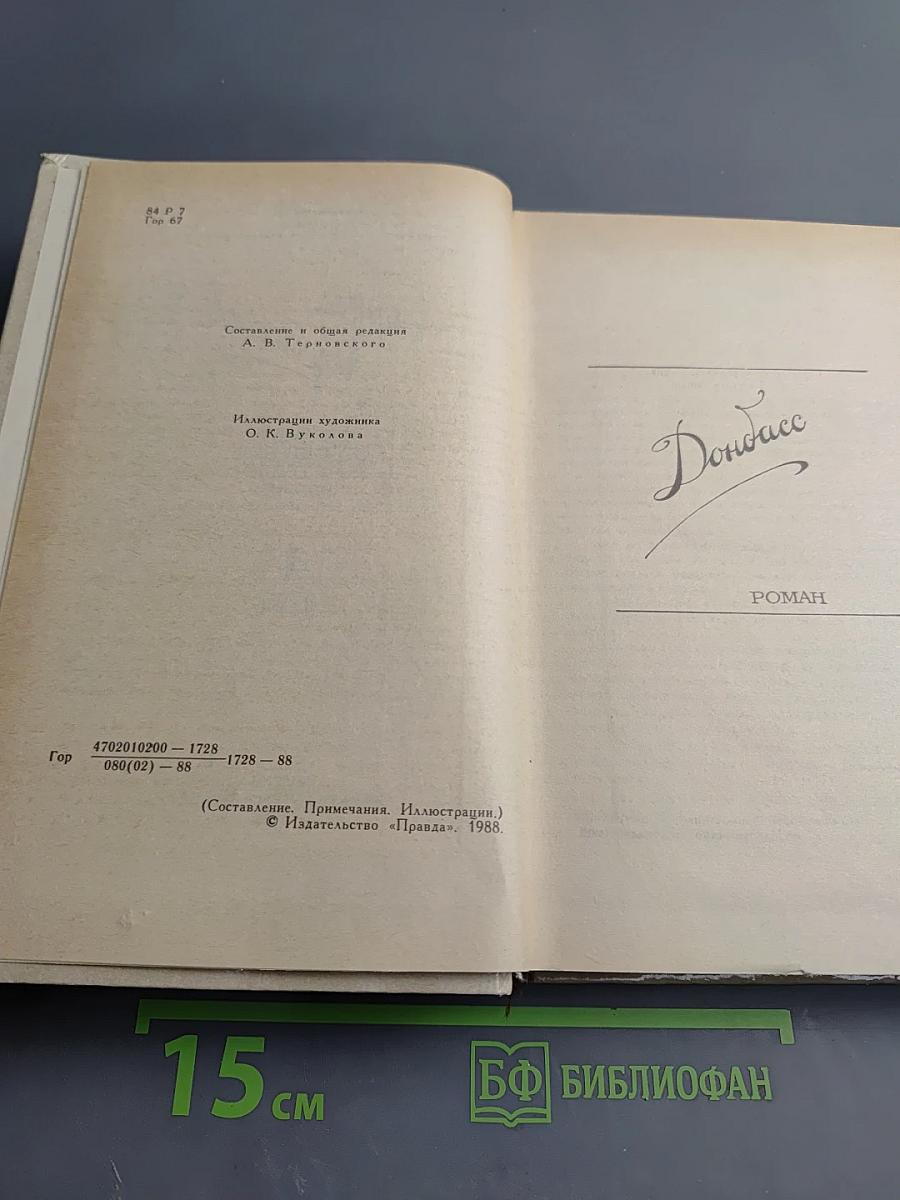 84 Р 7
Гор 67
Составление и общая редакция
А. В. Терновского
Иллюстрации художника
О. К. Вуколова
Гор 4702010200 — 1728
080(02) — 88 1728 — 88
(Составление. Примечания. Иллюстрации.)
© Издательство «Правда». 1988.
Донбасс
РОМАН
15 см
БФ БИБЛИОФАН